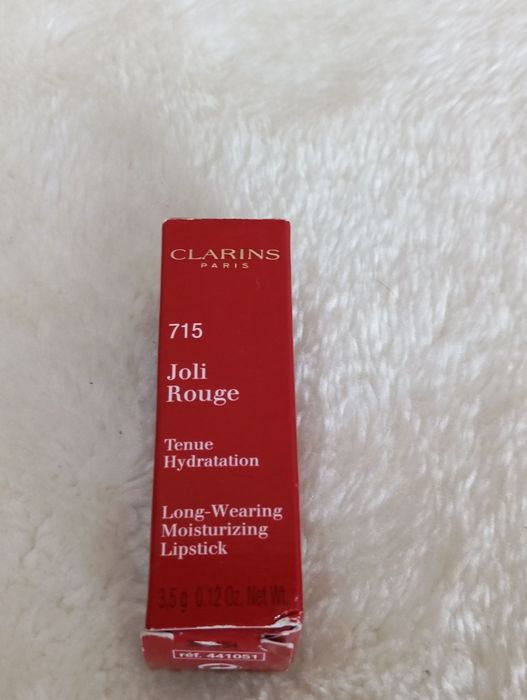 CLARINS
PARIS
715
Joli
Rouge
Tenue
Hydratation
Long-Wearing
Moisturizing
Lipstick
3,5 g 0.12 Oz. Net Wt.
réf. 441051